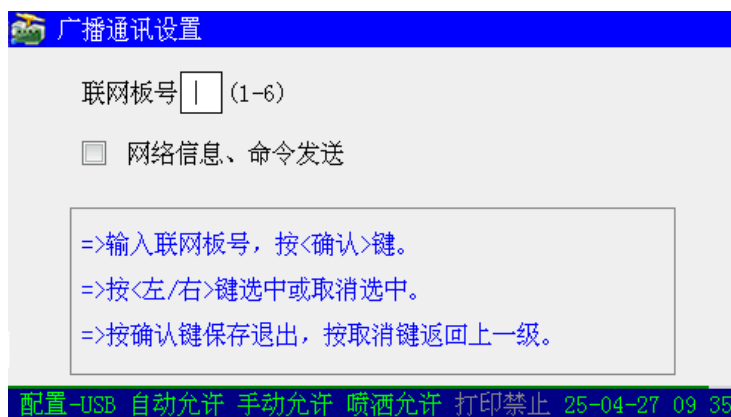 广播通讯设置
联网板号 (1-6)
网络信息、命令发送
=>输入联网板号，按<确认>键。
=>按<左/右>键选中或取消选中。
=>按确认键保存退出，按取消键返回上一级。
配置-USB 自动允许 手动允许 喷洒允许 打印禁止 25-04-27 09 35